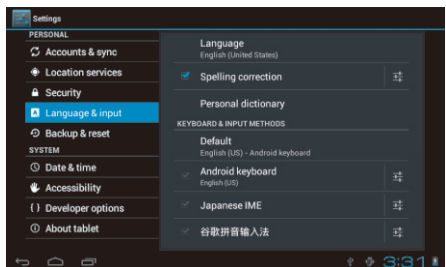 Settings
PERSONAL
Accounts & sync
Location services
Security
Language & input
Backup & reset
SYSTEM
Date & time
Accessibility
{ } Developer options
About tablet
Language
English (United States)
Spelling correction
Personal dictionary
KEYBOARD & INPUT METHODS
Default
English (US) - Android keyboard
Android keyboard
English (US)
Japanese IME
谷歌拼音输入法
3:31